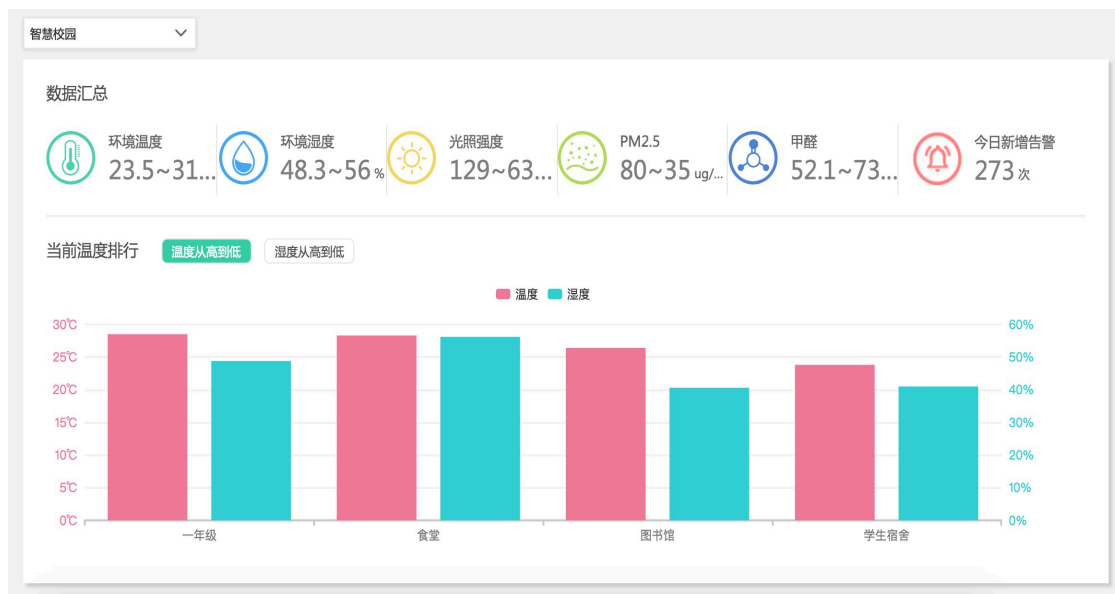 智慧校园
数据汇总
环境温度
23.5~31...
环境湿度
48.3~56 %
光照强度
129~63...
PM2.5
80~35 ug/...
甲醛
52.1~73...
今日新增告警
273 次
当前温度排行 温度从高到低 湿度从高到低
温度 湿度
30℃ 60%
25℃ 50%
20℃ 40%
15℃ 30%
10℃ 20%
5℃ 10%
0℃ 0%
一年级 食堂 图书馆 学生宿舍